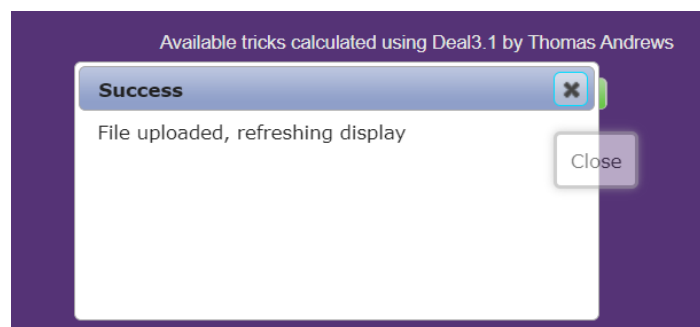 Available tricks calculated using Deal3.1 by Thomas Andrews
Success
File uploaded, refreshing display
Close